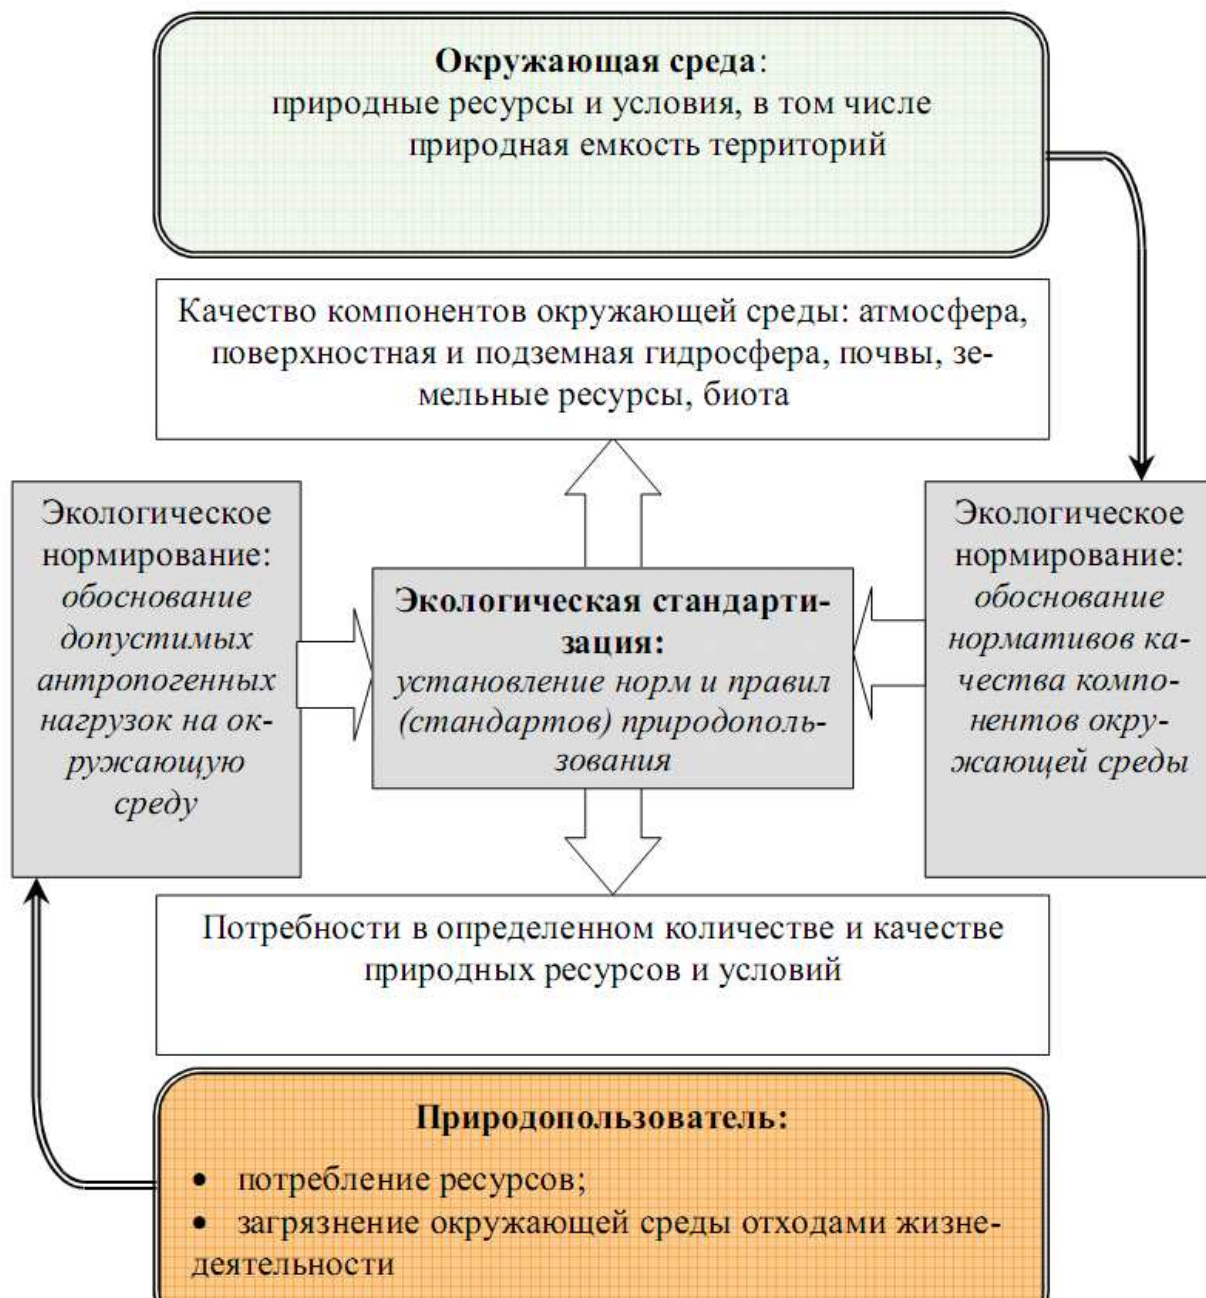 Окружающая среда:
природные ресурсы и условия, в том числе
природная емкость территорий
Качество компонентов окружающей среды: атмосфера,
поверхностная и подземная гидросфера, почвы, зе-
мельные ресурсы, биота
Экологическое
нормирование:
обоснование
допустимых
антропогенных
нагрузок на ок-
ружающую
среду
Экологическая стандарти-
зация:
установление норм и правил
(стандартов) природополь-
зования
Экологическое
нормирование:
обоснование
нормативов ка-
чества компо-
нентов окру-
жающей среды
Потребности в определенном количестве и качестве
природных ресурсов и условий
Природопользователь:
• потребление ресурсов;
• загрязнение окружающей среды отходами жизне-
деятельности